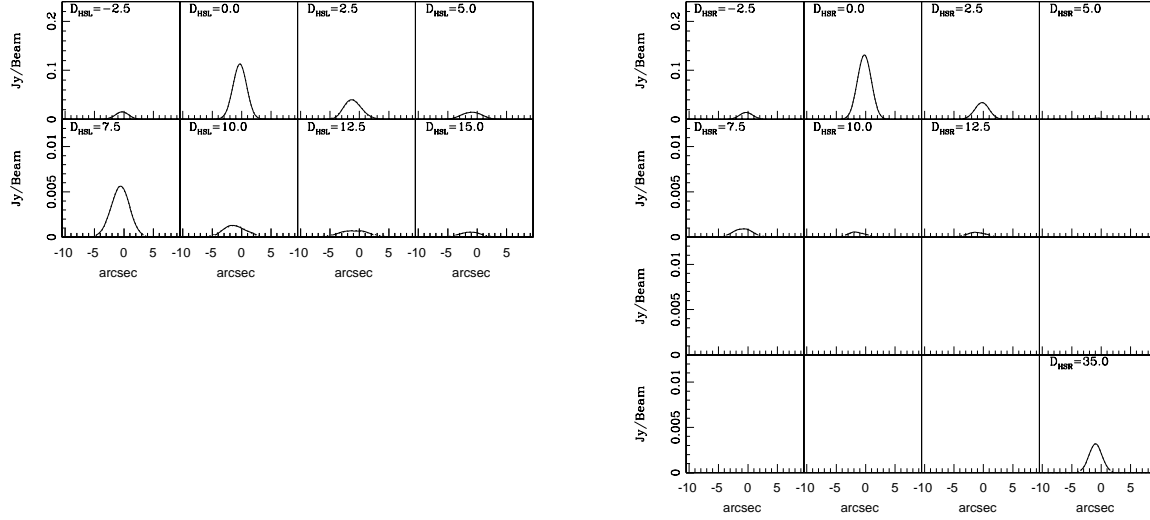 D_HSL=−2.5 D_HSL=0.0 D_HSL=2.5 D_HSL=5.0
Jy/Beam
0.2
0.1
0
D_HSL=7.5 D_HSL=10.0 D_HSL=12.5 D_HSL=15.0
Jy/Beam
0.01
0.005
0
-10 -5 0 5 -10 -5 0 5 -10 -5 0 5 -10 -5 0 5
arcsec arcsec arcsec arcsec
D_HSR=−2.5 D_HSR=0.0 D_HSR=2.5 D_HSR=5.0
Jy/Beam
0.2
0.1
0
D_HSR=7.5 D_HSR=10.0 D_HSR=12.5
Jy/Beam
0.01
0.005
0
Jy/Beam
0.01
0.005
0
D_HSR=35.0
Jy/Beam
0.01
0.005
0
-10 -5 0 5 -10 -5 0 5 -10 -5 0 5 -10 -5 0 5
arcsec arcsec arcsec arcsec